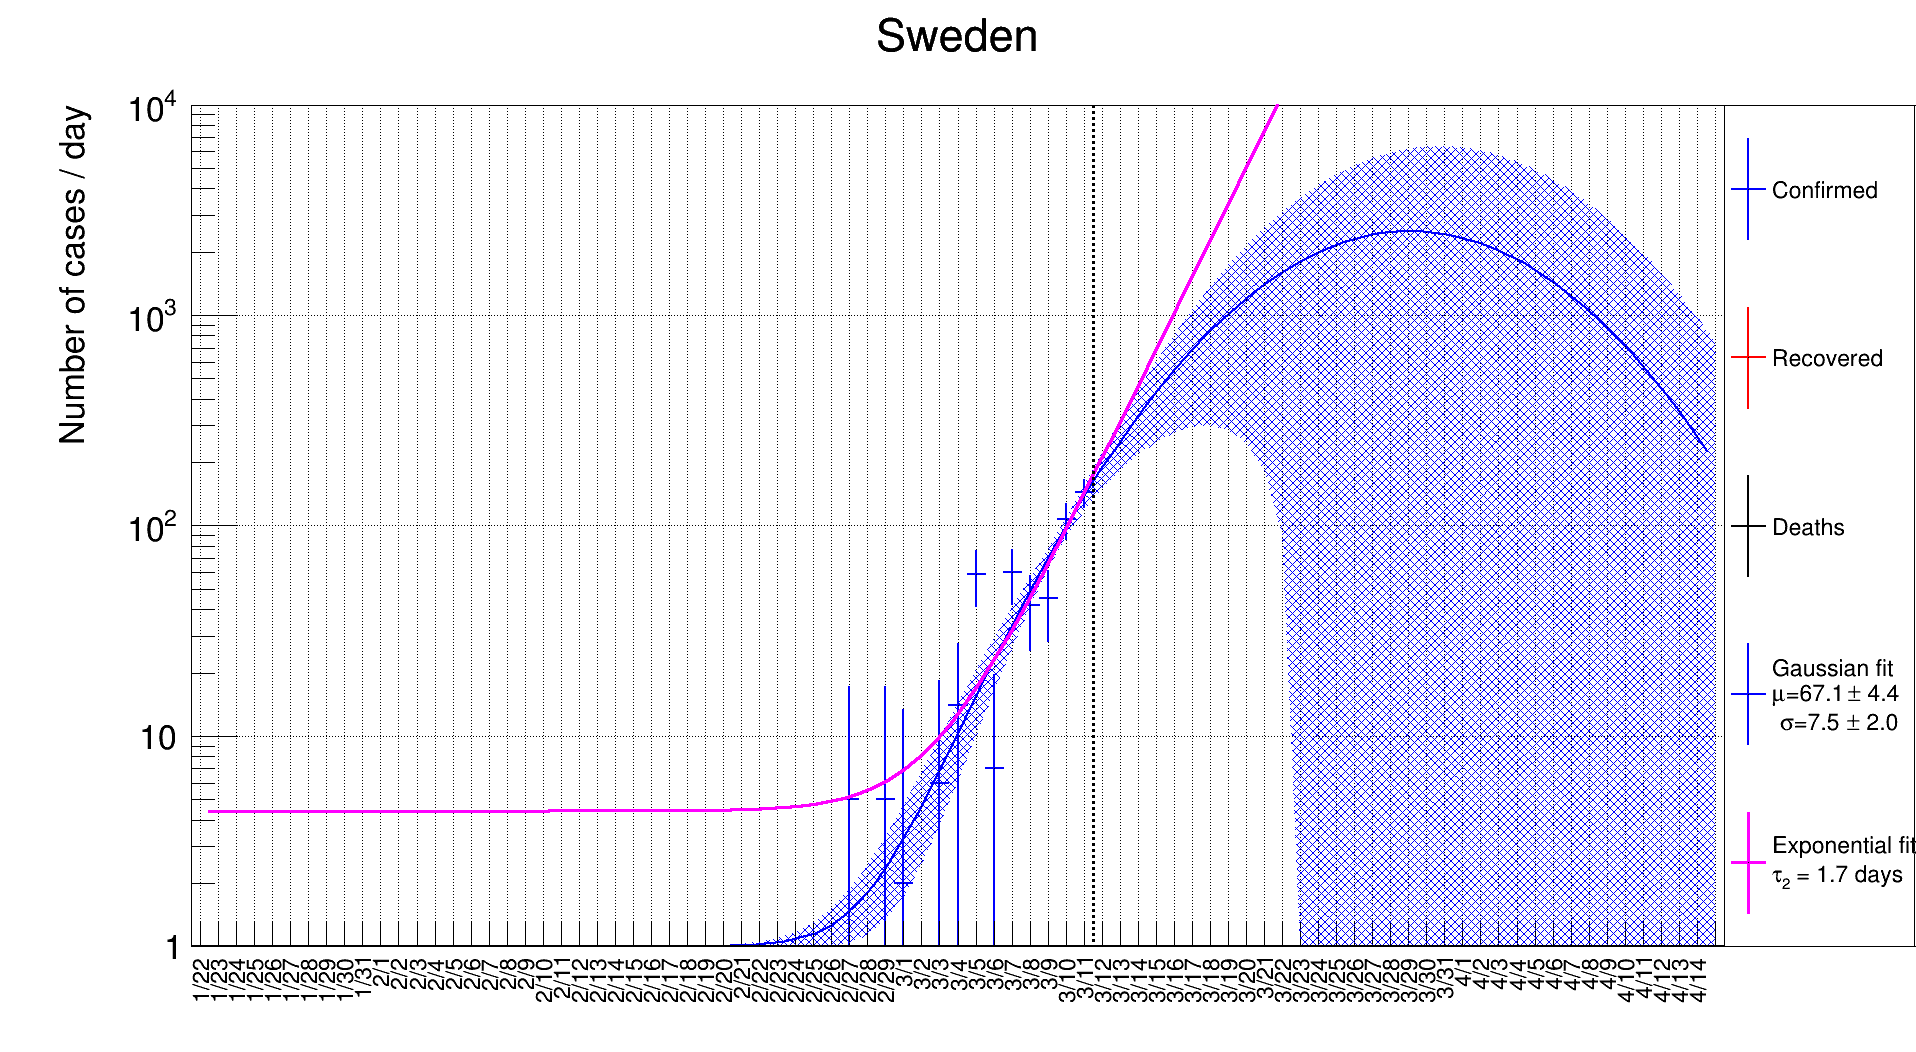 Sweden
Number of cases / day
10⁴
10³
10²
10
1
1/22 1/23 1/24 1/25 1/26 1/27 1/28 1/29 1/30 1/31 2/1 2/2 2/3 2/4 2/5 2/6 2/7 2/8 2/9 2/10 2/11 2/12 2/13 2/14 2/15 2/16 2/17 2/18 2/19 2/20 2/21 2/22 2/23 2/24 2/25 2/26 2/27 2/28 2/29 3/1 3/2 3/3 3/4 3/5 3/6 3/7 3/8 3/9 3/10 3/11 3/12 3/13 3/14 3/15 3/16 3/17 3/18 3/19 3/20 3/21 3/22 3/23 3/24 3/25 3/26 3/27 3/28 3/29 3/30 3/31 4/1 4/2 4/3 4/4 4/5 4/6 4/7 4/8 4/9 4/10 4/11 4/12 4/13 4/14
Confirmed
Recovered
Deaths
Gaussian fit
μ=67.1 ± 4.4
σ=7.5 ± 2.0
Exponential fit
τ₂ = 1.7 days